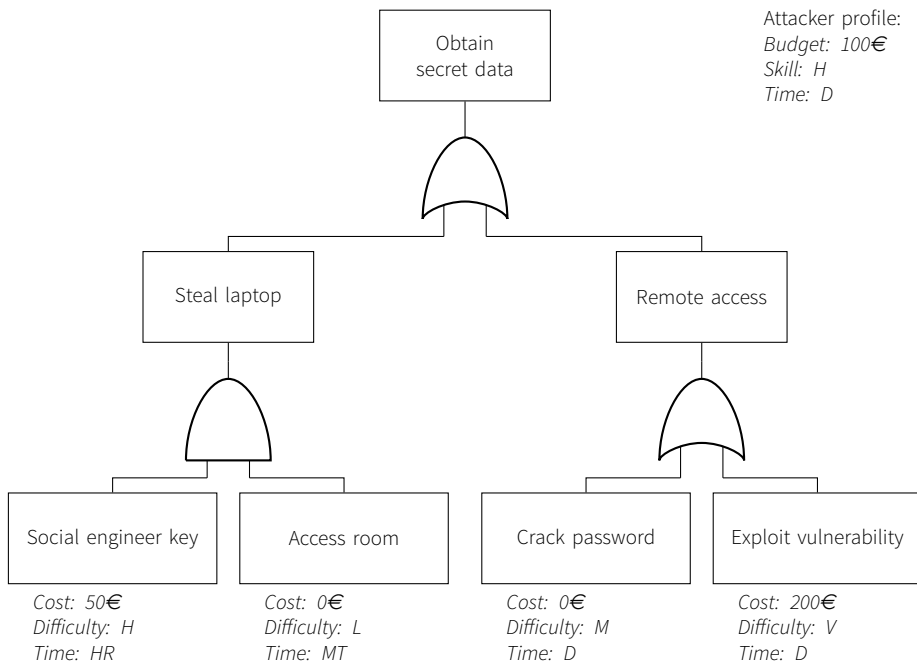 Obtain
secret data
Attacker profile:
Budget: 100€
Skill: H
Time: D
Steal laptop
Remote access
Social engineer key
Access room
Crack password
Exploit vulnerability
Cost: 50€
Difficulty: H
Time: HR
Cost: 0€
Difficulty: L
Time: MT
Cost: 0€
Difficulty: M
Time: D
Cost: 200€
Difficulty: V
Time: D